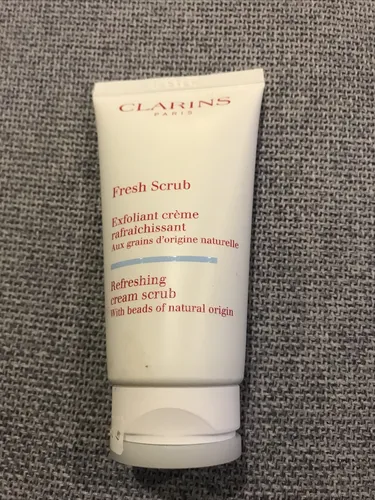 CLARINS
PARIS
Fresh Scrub
Exfoliant crème
rafraîchissant
Aux grains d'origine naturelle
Refreshing
cream scrub
With beads of natural origin